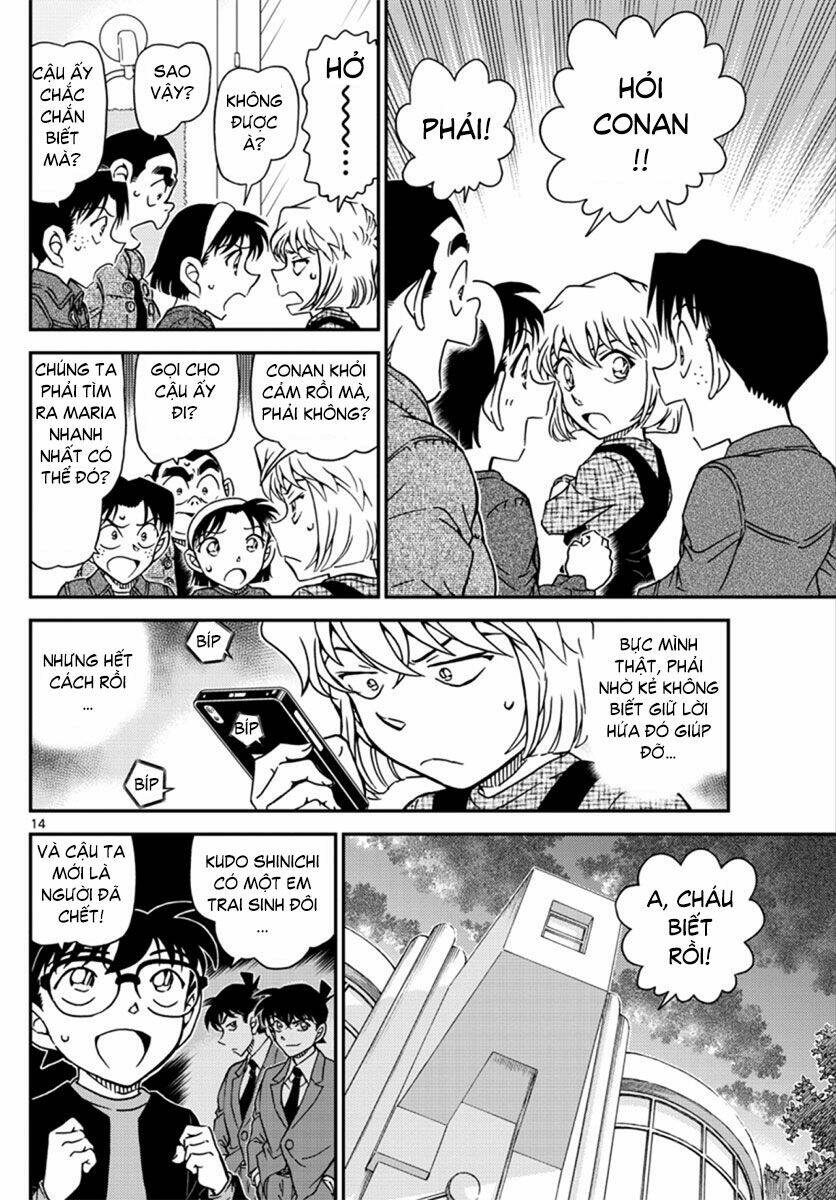 HỎI
CONAN
!!
PHẢI!
HỞ
...
KHÔNG
ĐƯỢC
À?
SAO
VẬY?
CẬU ẤY
CHẮC
CHẮN
BIẾT
MÀ?
CONAN KHỎI
CẢM RỒI MÀ,
PHẢI KHÔNG?
GỌI CHO
CẬU ẤY
ĐI?
CHÚNG TA
PHẢI TÌM
RA MARIA
NHANH
NHẤT CÓ
THỂ ĐÓ?
BỰC MÌNH
THẬT, PHẢI
NHỜ KẺ KHÔNG
BIẾT GIỮ LỜI
HỨA ĐÓ GIÚP
ĐỠ...
BÍP
BÍP
BÍP
NHƯNG HẾT
CÁCH RỒI
...
14
A, CHÁU
BIẾT
RỒI!
KUDO SHINICHI
CÓ MỘT EM
TRAI SINH ĐÔI
...
VÀ CẬU TA
MỚI LÀ
NGƯỜI ĐÃ
CHẾT!